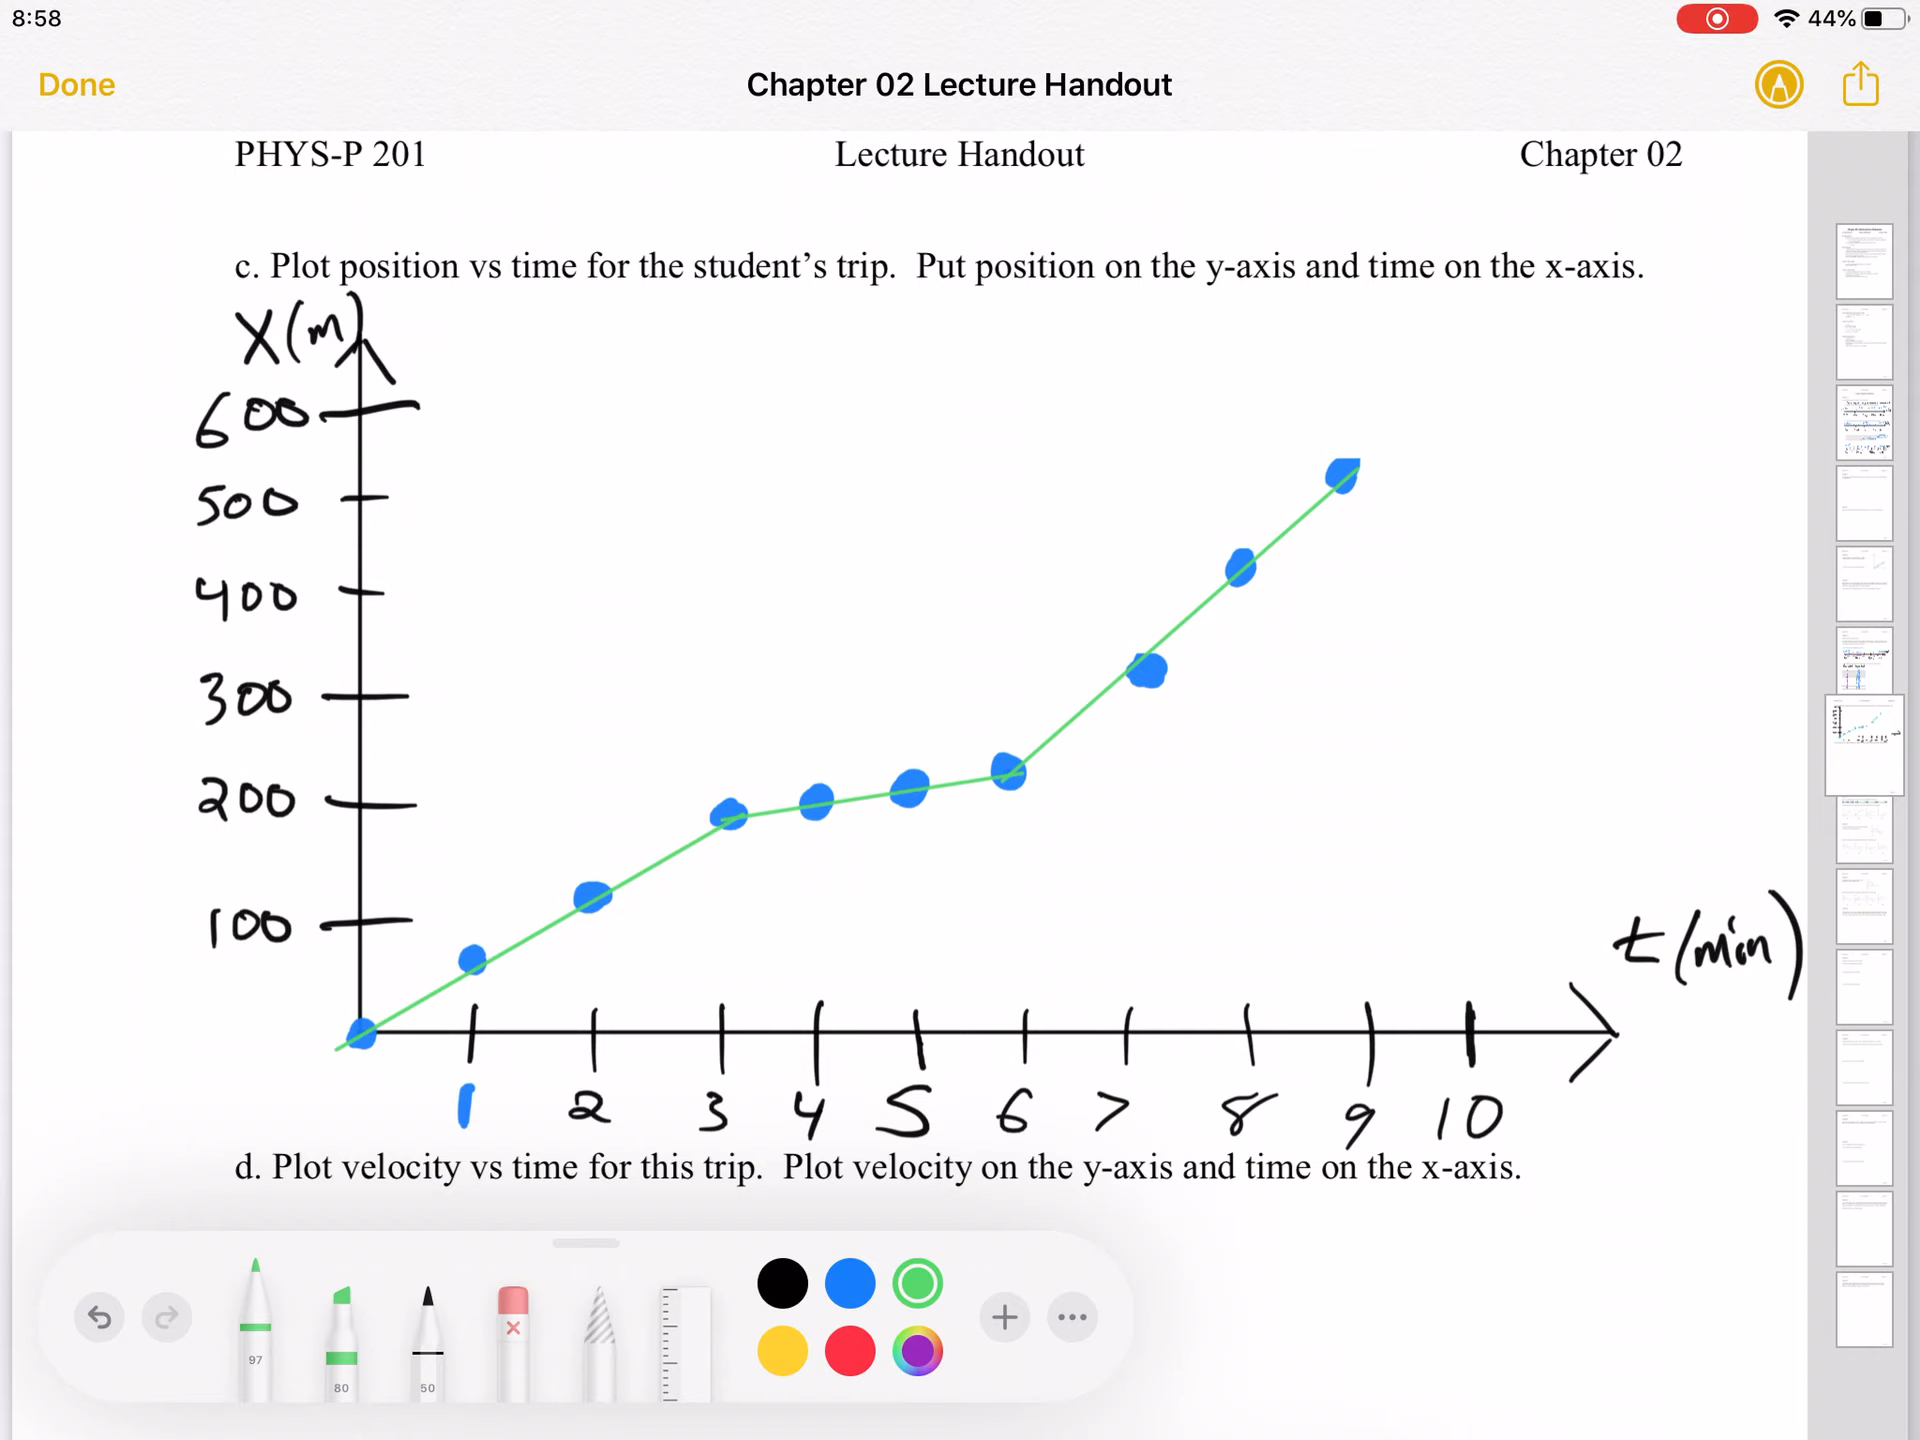 8:58
44%
Done
Chapter 02 Lecture Handout
PHYS-P 201 Lecture Handout Chapter 02
c. Plot position vs time for the student’s trip. Put position on the y-axis and time on the x-axis.
X(m)
600
500
400
300
200
100
t(min)
1 2 3 4 5 6 7 8 9 10
d. Plot velocity vs time for this trip. Plot velocity on the y-axis and time on the x-axis.
97
80
50